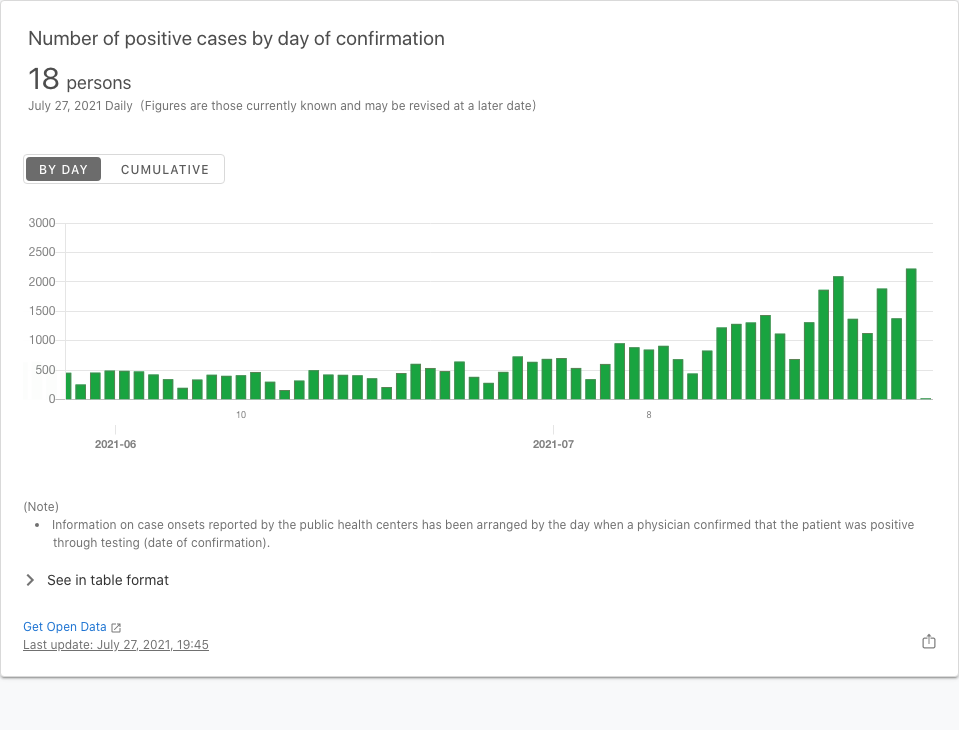 Number of positive cases by day of confirmation
18 persons
July 27, 2021 Daily (Figures are those currently known and may be revised at a later date)
BY DAY CUMULATIVE
3000
2500
2000
1500
1000
500
0
10 8
2021-06 2021-07
(Note)
• Information on case onsets reported by the public health centers has been arranged by the day when a physician confirmed that the patient was positive
through testing (date of confirmation).
See in table format
Get Open Data
Last update: July 27, 2021, 19:45